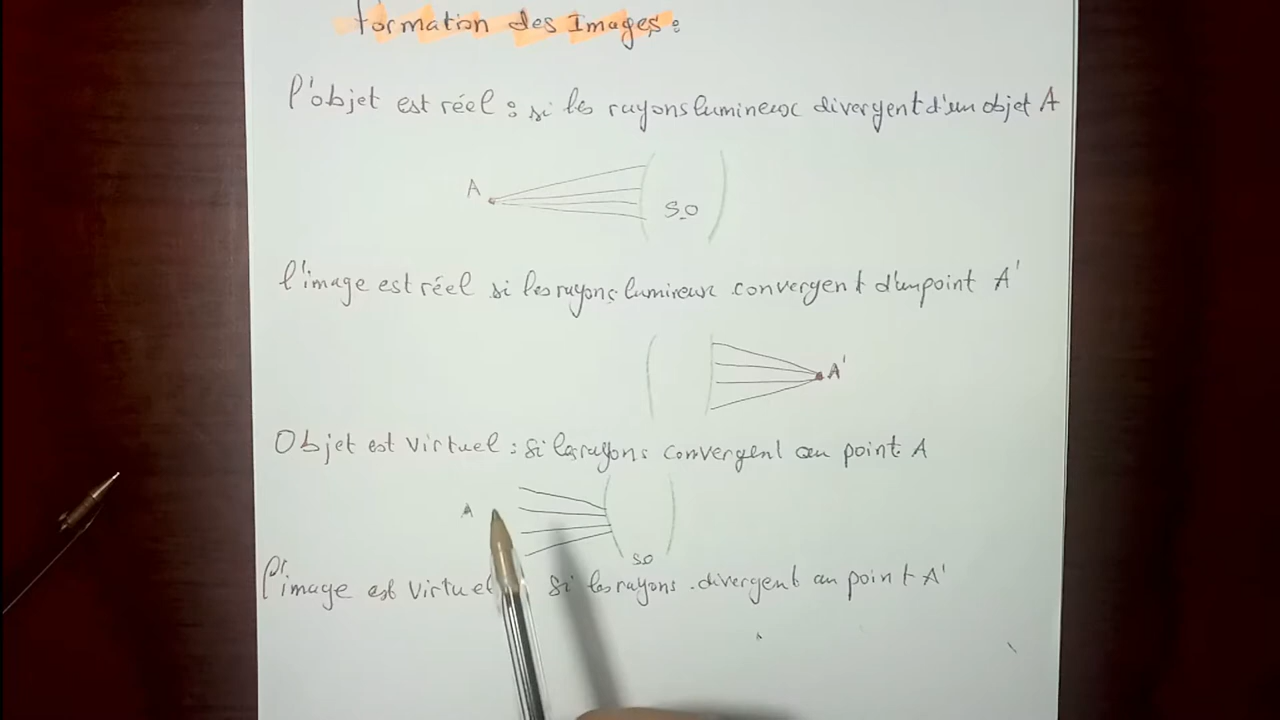 formation des Images :
l'objet est réel : si les rayons lumineux divergent d'un objet A
A
S.O
l'image est réel si les rayons lumineux convergent d'un point A'
A'
Objet est virtuel : si les rayons convergent au point A
A
SO
l'image est virtuel si les rayons divergent au point A'